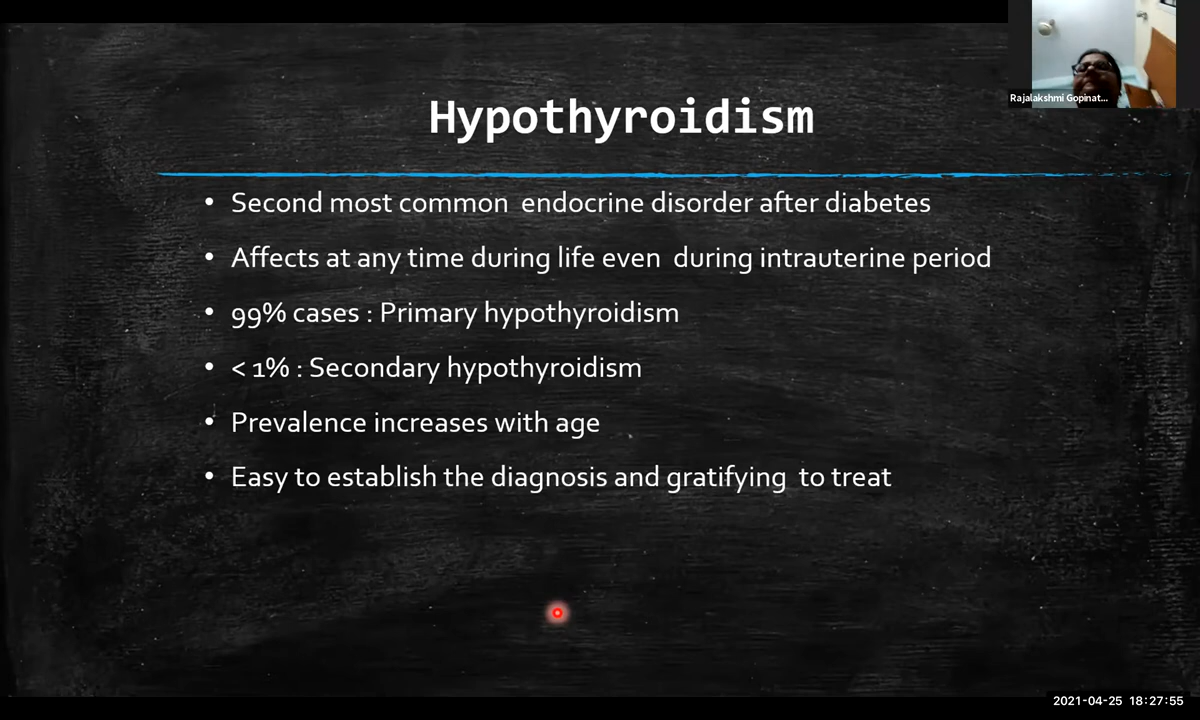 Rajalakshmi Gopinat...
Hypothyroidism
• Second most common endocrine disorder after diabetes
• Affects at any time during life even during intrauterine period
• 99% cases : Primary hypothyroidism
• < 1% : Secondary hypothyroidism
• Prevalence increases with age
• Easy to establish the diagnosis and gratifying to treat
2021-04-25 18:27:55